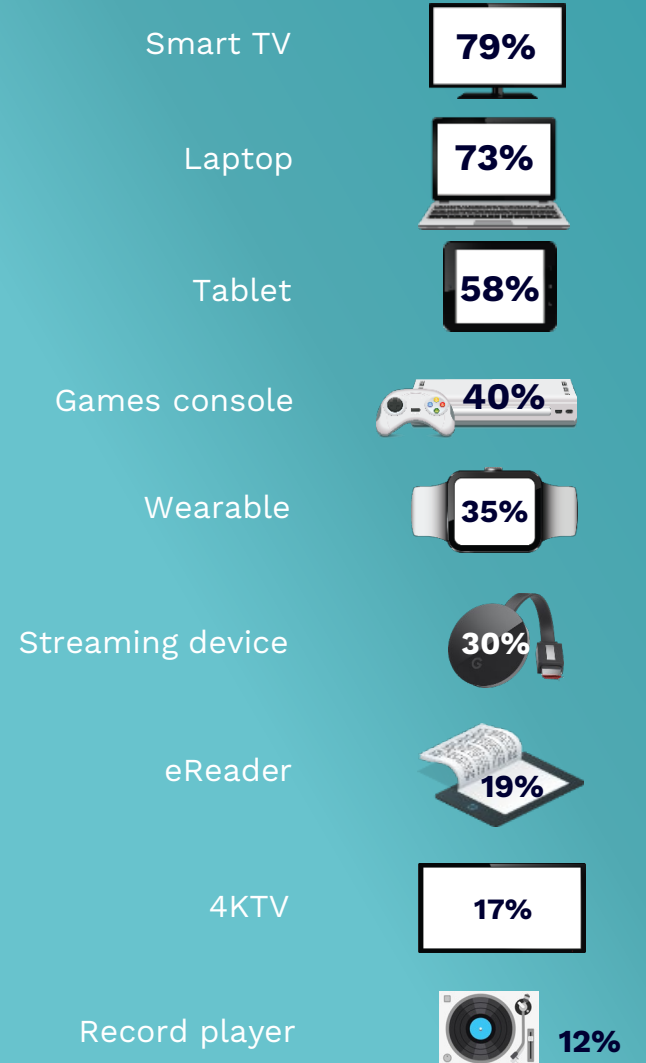 Smart TV 79%
Laptop 73%
Tablet 58%
Games console 40%
Wearable 35%
Streaming device 30%
eReader 19%
4KTV 17%
Record player 12%